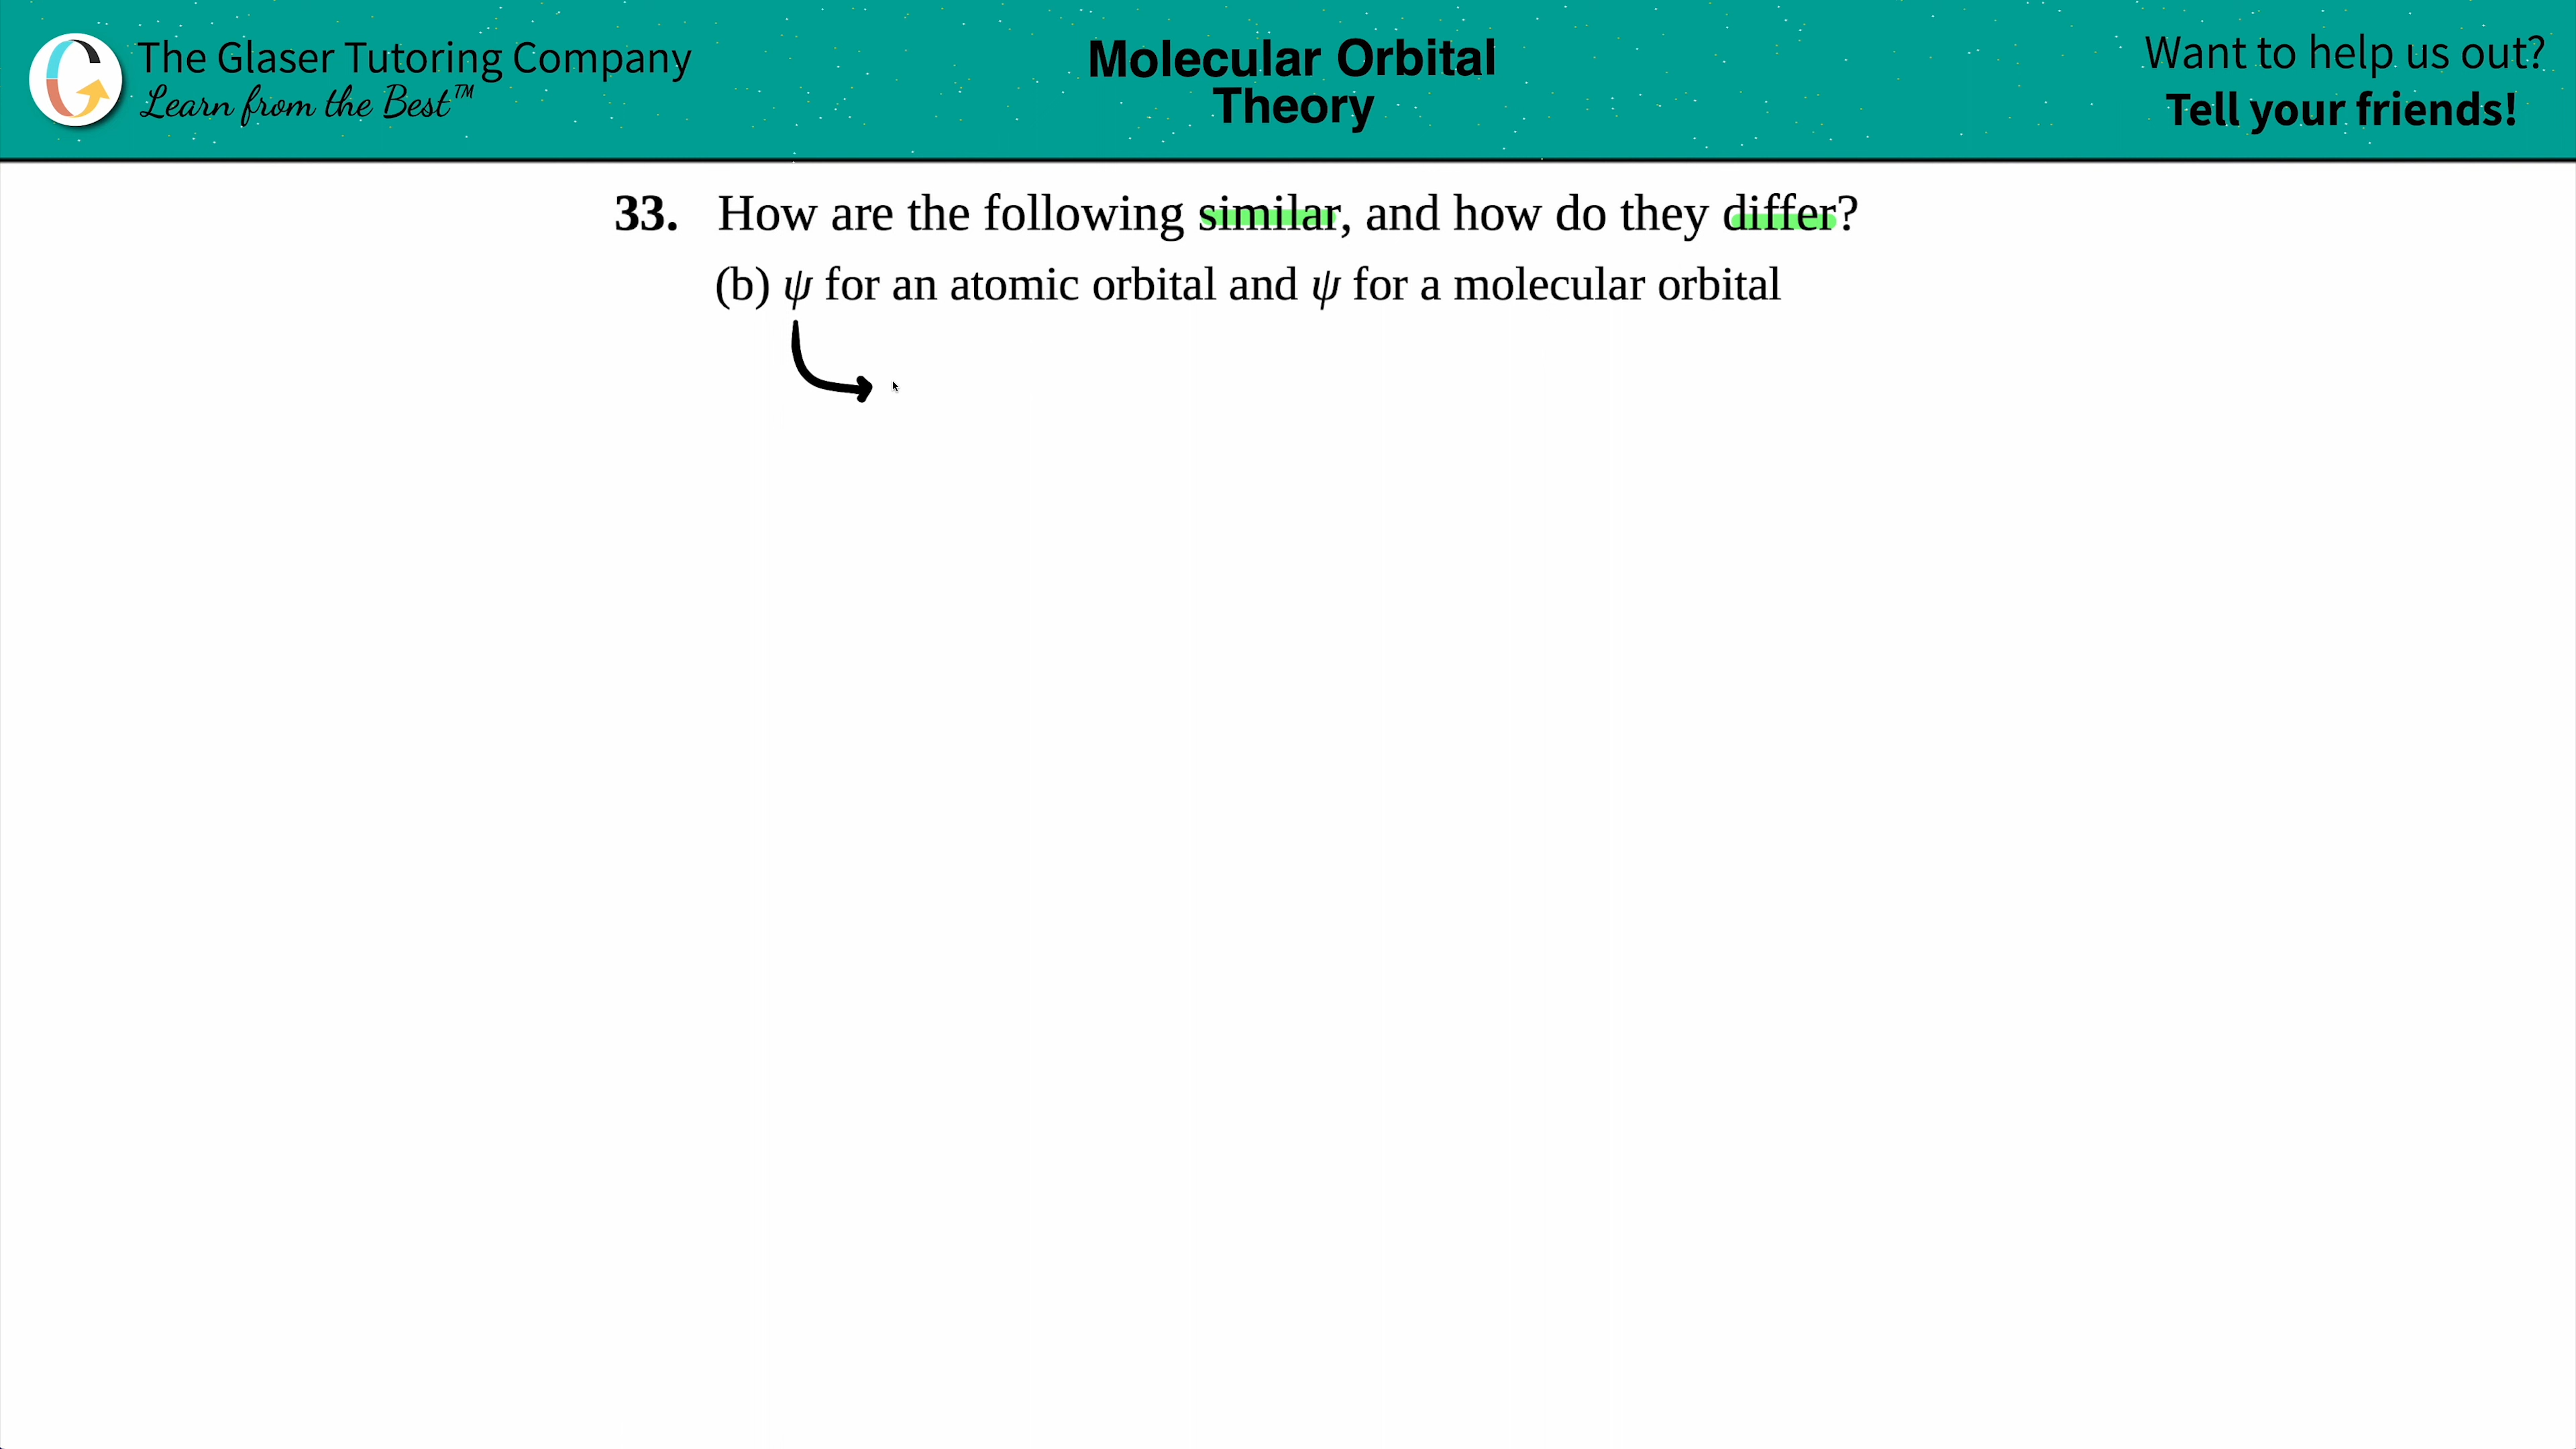 The Glaser Tutoring Company
Learn from the Best™
Molecular Orbital
Theory
Want to help us out?
Tell your friends!
33. How are the following similar, and how do they differ?
(b) ψ for an atomic orbital and ψ for a molecular orbital